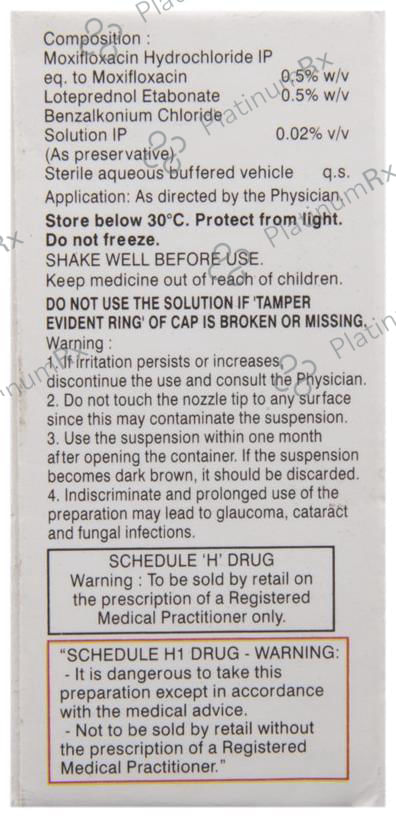 Composition :
Moxifloxacin Hydrochloride IP
eq. to Moxifloxacin 0.5% w/v
Loteprednol Etabonate 0.5% w/v
Benzalkonium Chloride
Solution IP 0.02% v/v
(As preservative)
Sterile aqueous buffered vehicle q.s.
Application: As directed by the Physician.
Store below 30°C. Protect from light.
Do not freeze.
SHAKE WELL BEFORE USE.
Keep medicine out of reach of children.
DO NOT USE THE SOLUTION IF 'TAMPER
EVIDENT RING' OF CAP IS BROKEN OR MISSING.
Warning :
1. If irritation persists or increases,
discontinue the use and consult the Physician.
2. Do not touch the nozzle tip to any surface
since this may contaminate the suspension.
3. Use the suspension within one month
after opening the container. If the suspension
becomes dark brown, it should be discarded.
4. Indiscriminate and prolonged use of the
preparation may lead to glaucoma, cataract
and fungal infections.
SCHEDULE 'H' DRUG
Warning : To be sold by retail on
the prescription of a Registered
Medical Practitioner only.
"SCHEDULE H1 DRUG - WARNING:
- It is dangerous to take this
preparation except in accordance
with the medical advice.
- Not to be sold by retail without
the prescription of a Registered
Medical Practitioner."
PlatinumRx
PlatinumRx